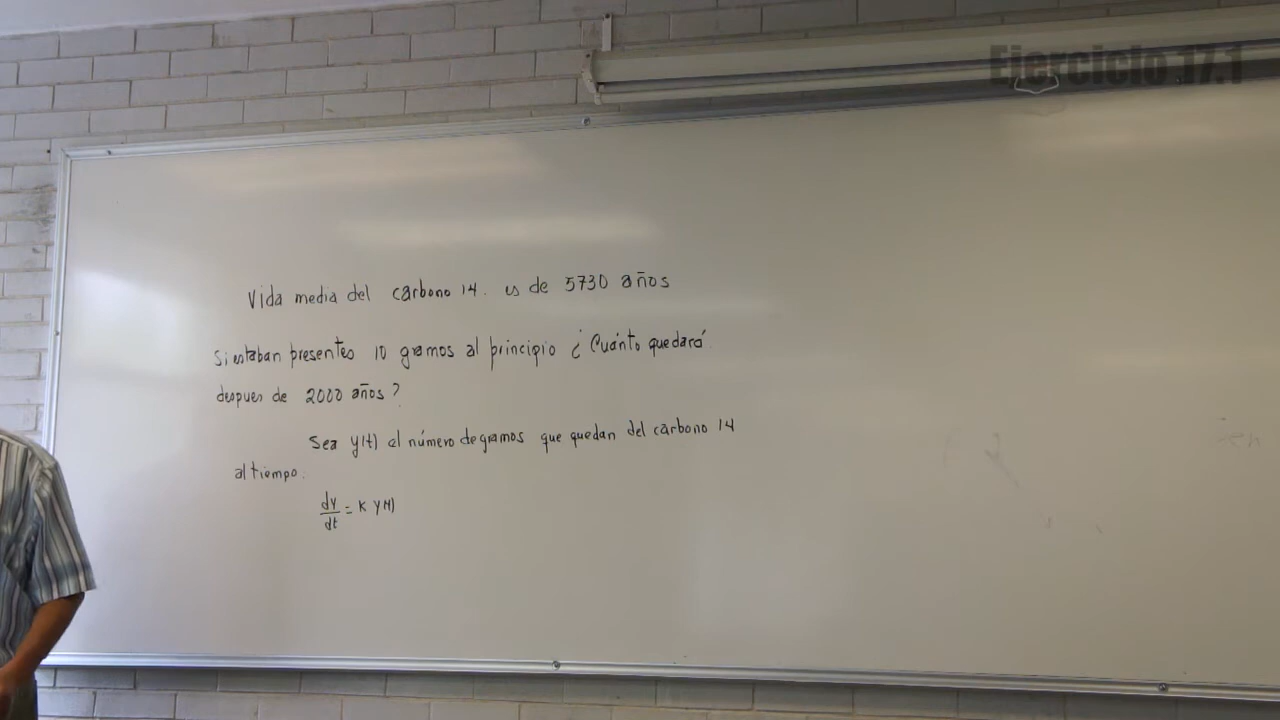 Ejercicio 17.1
Vida media del carbono 14. es de 5730 años
Si estaban presentes 10 gramos al principio ¿Cuánto quedará
despues de 2000 años?
Sea y(t) el número de gramos que quedan del carbono 14
al tiempo.
dy/dt = K y(t)